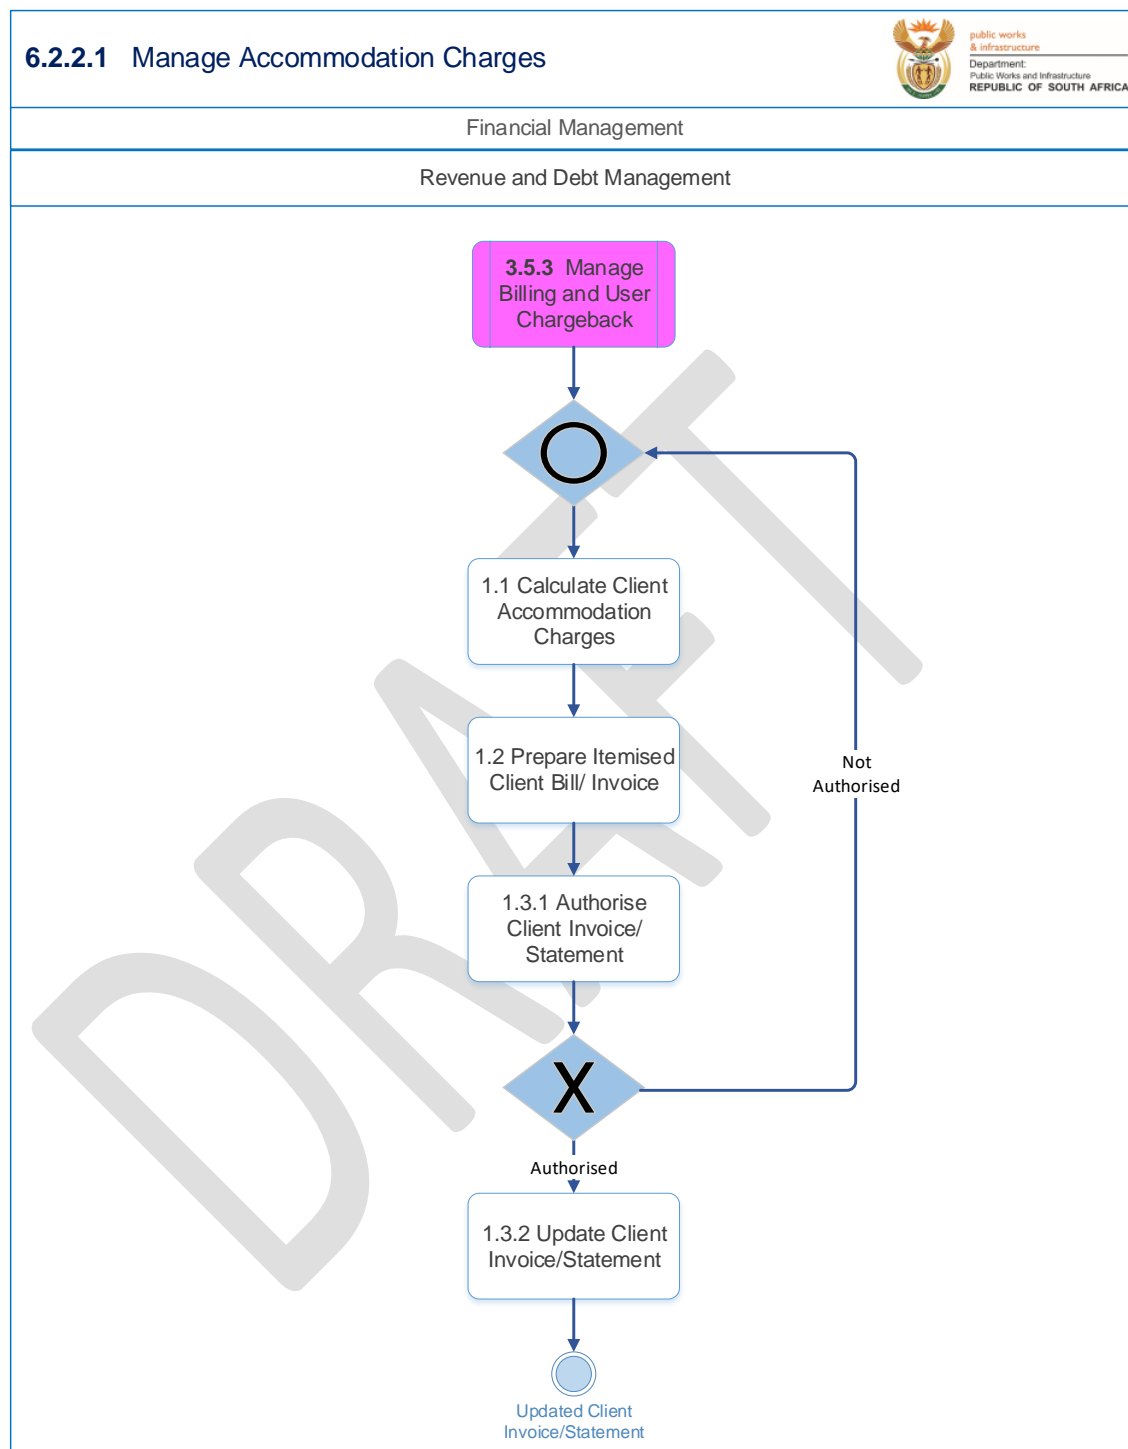 6.2.2.1 Manage Accommodation Charges
public works
& infrastructure
Department:
Public Works and Infrastructure
REPUBLIC OF SOUTH AFRICA
Financial Management
Revenue and Debt Management
3.5.3 Manage
Billing and User
Chargeback
1.1 Calculate Client
Accommodation
Charges
1.2 Prepare Itemised
Client Bill/ Invoice
Not
Authorised
1.3.1 Authorise
Client Invoice/
Statement
X
Authorised
1.3.2 Update Client
Invoice/Statement
Updated Client
Invoice/Statement
DRAFT